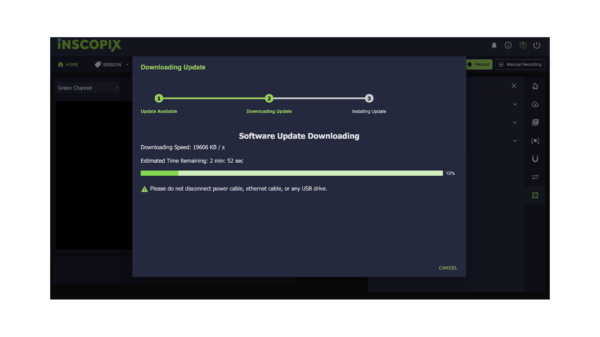 INSCOPIX
HOME
SESSION
Record
Manual Recording
Green Channel
Downloading Update
1
2
3
Update Available
Downloading Update
Installing Update
Software Update Downloading
Downloading Speed: 19606 KB / s
Estimated Time Remaining: 2 min: 52 sec
13%
Please do not disconnect power cable, ethernet cable, or any USB drive.
CANCEL